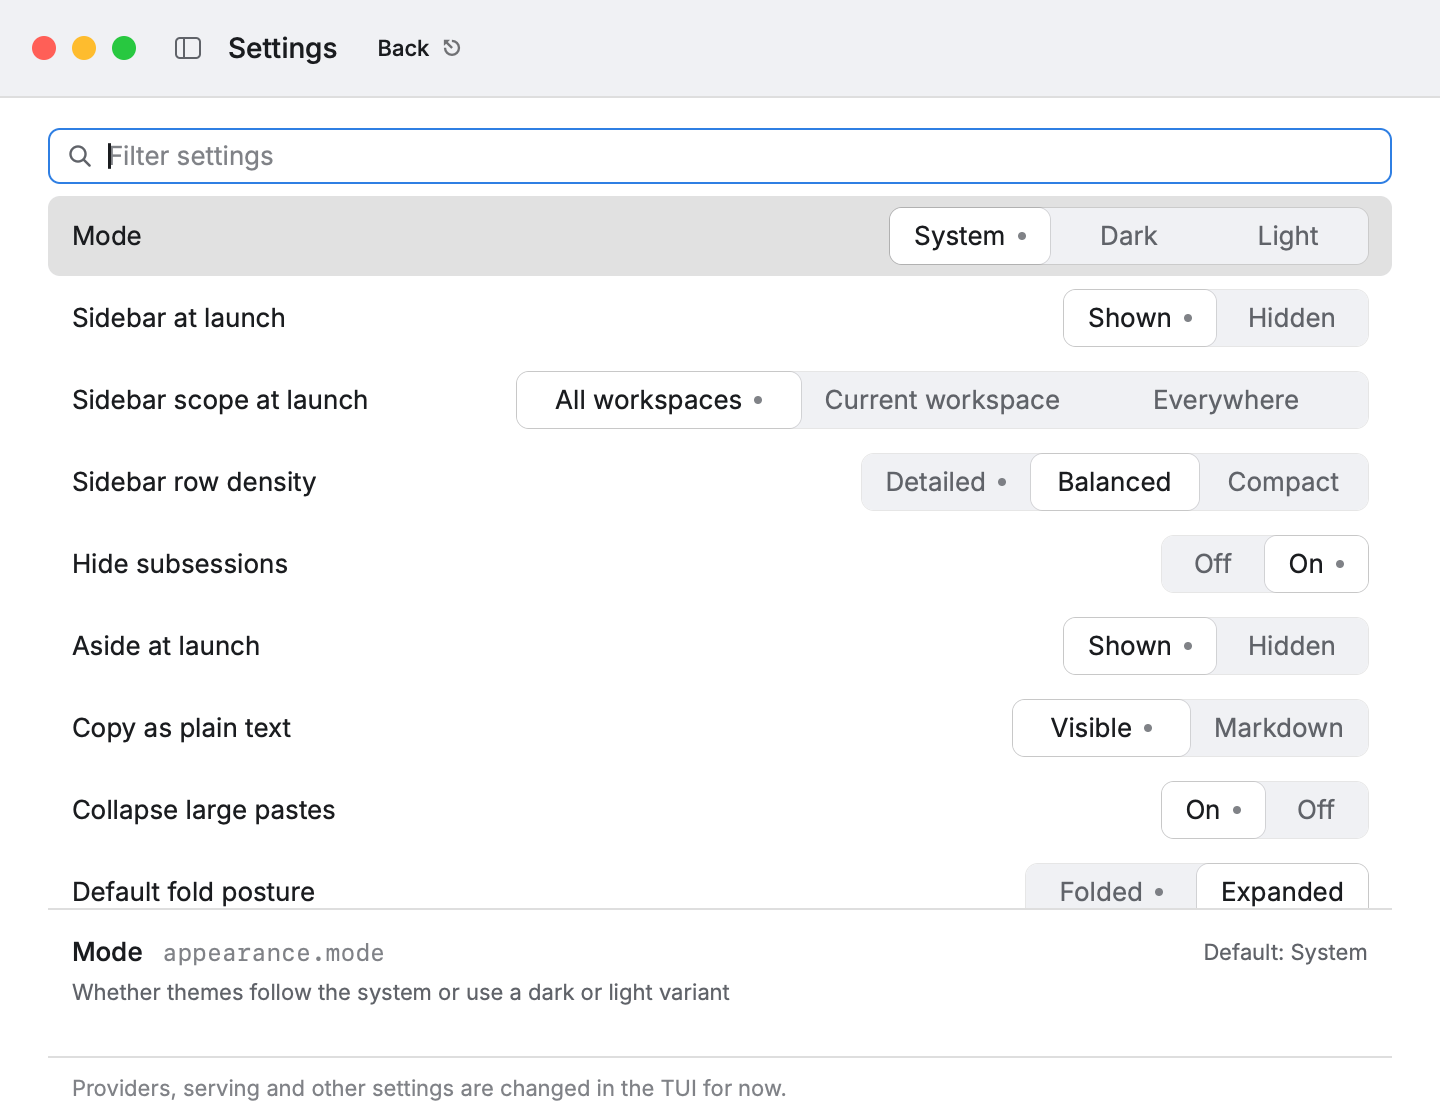 Settings Back
Filter settings
Mode System Dark Light
Sidebar at launch Shown Hidden
Sidebar scope at launch All workspaces Current workspace Everywhere
Sidebar row density Detailed Balanced Compact
Hide subsessions Off On
Aside at launch Shown Hidden
Copy as plain text Visible Markdown
Collapse large pastes On Off
Default fold posture Folded Expanded
Mode appearance.mode Default: System
Whether themes follow the system or use a dark or light variant
Providers, serving and other settings are changed in the TUI for now.